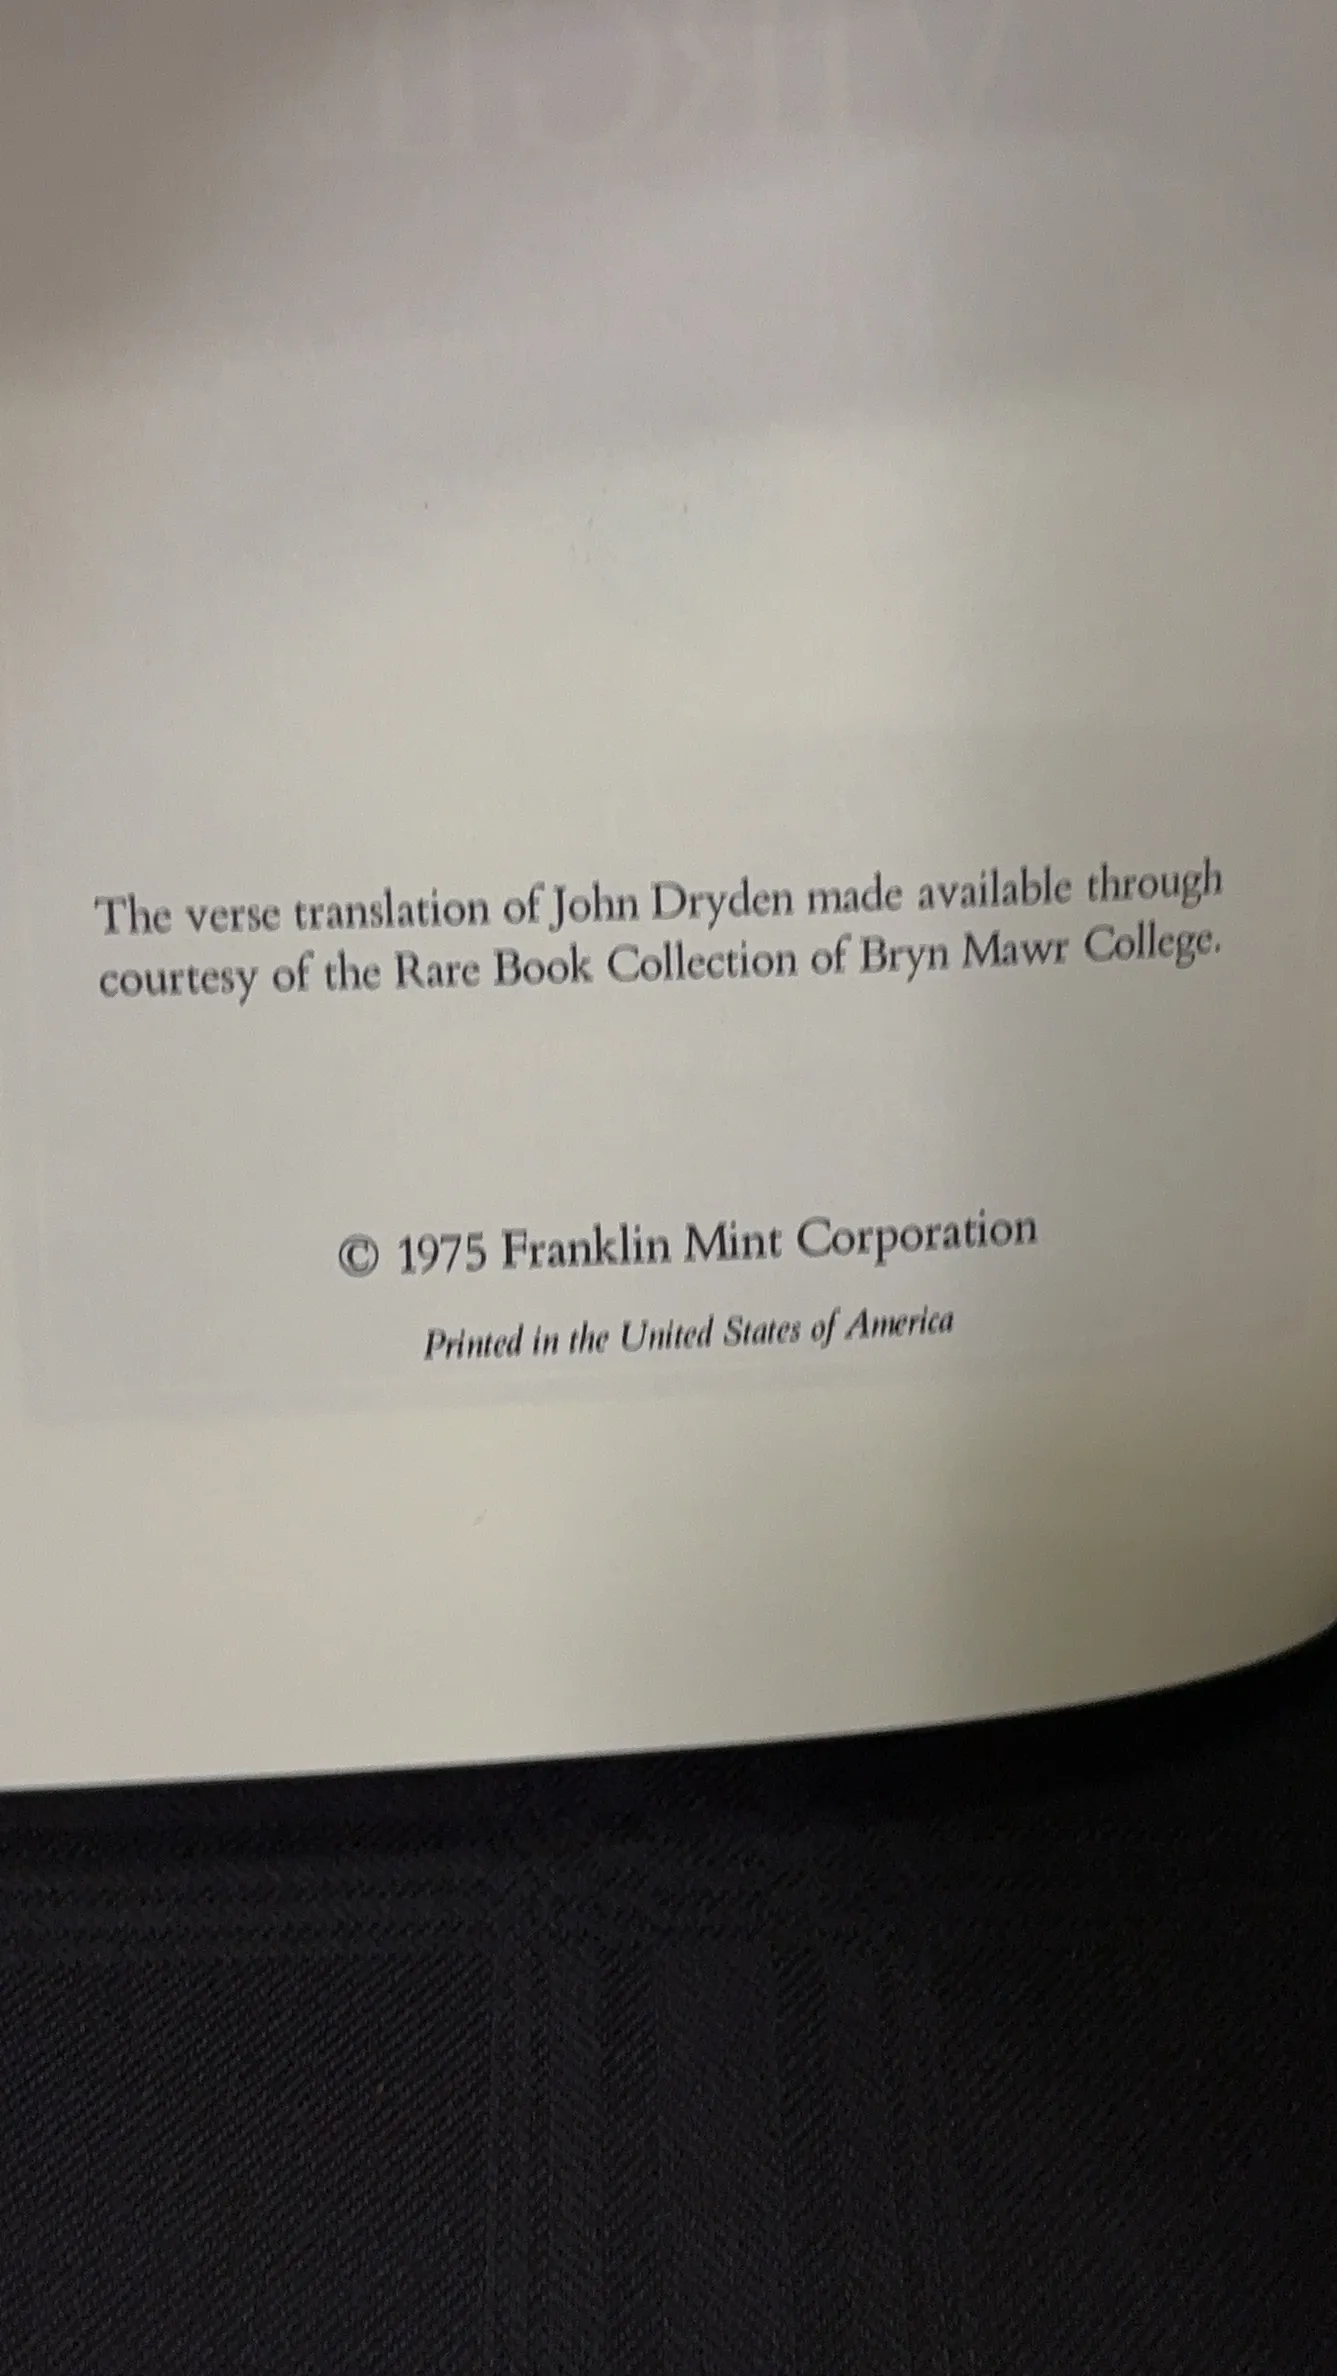 The verse translation of John Dryden made available through
courtesy of the Rare Book Collection of Bryn Mawr College.
© 1975 Franklin Mint Corporation
Printed in the United States of America